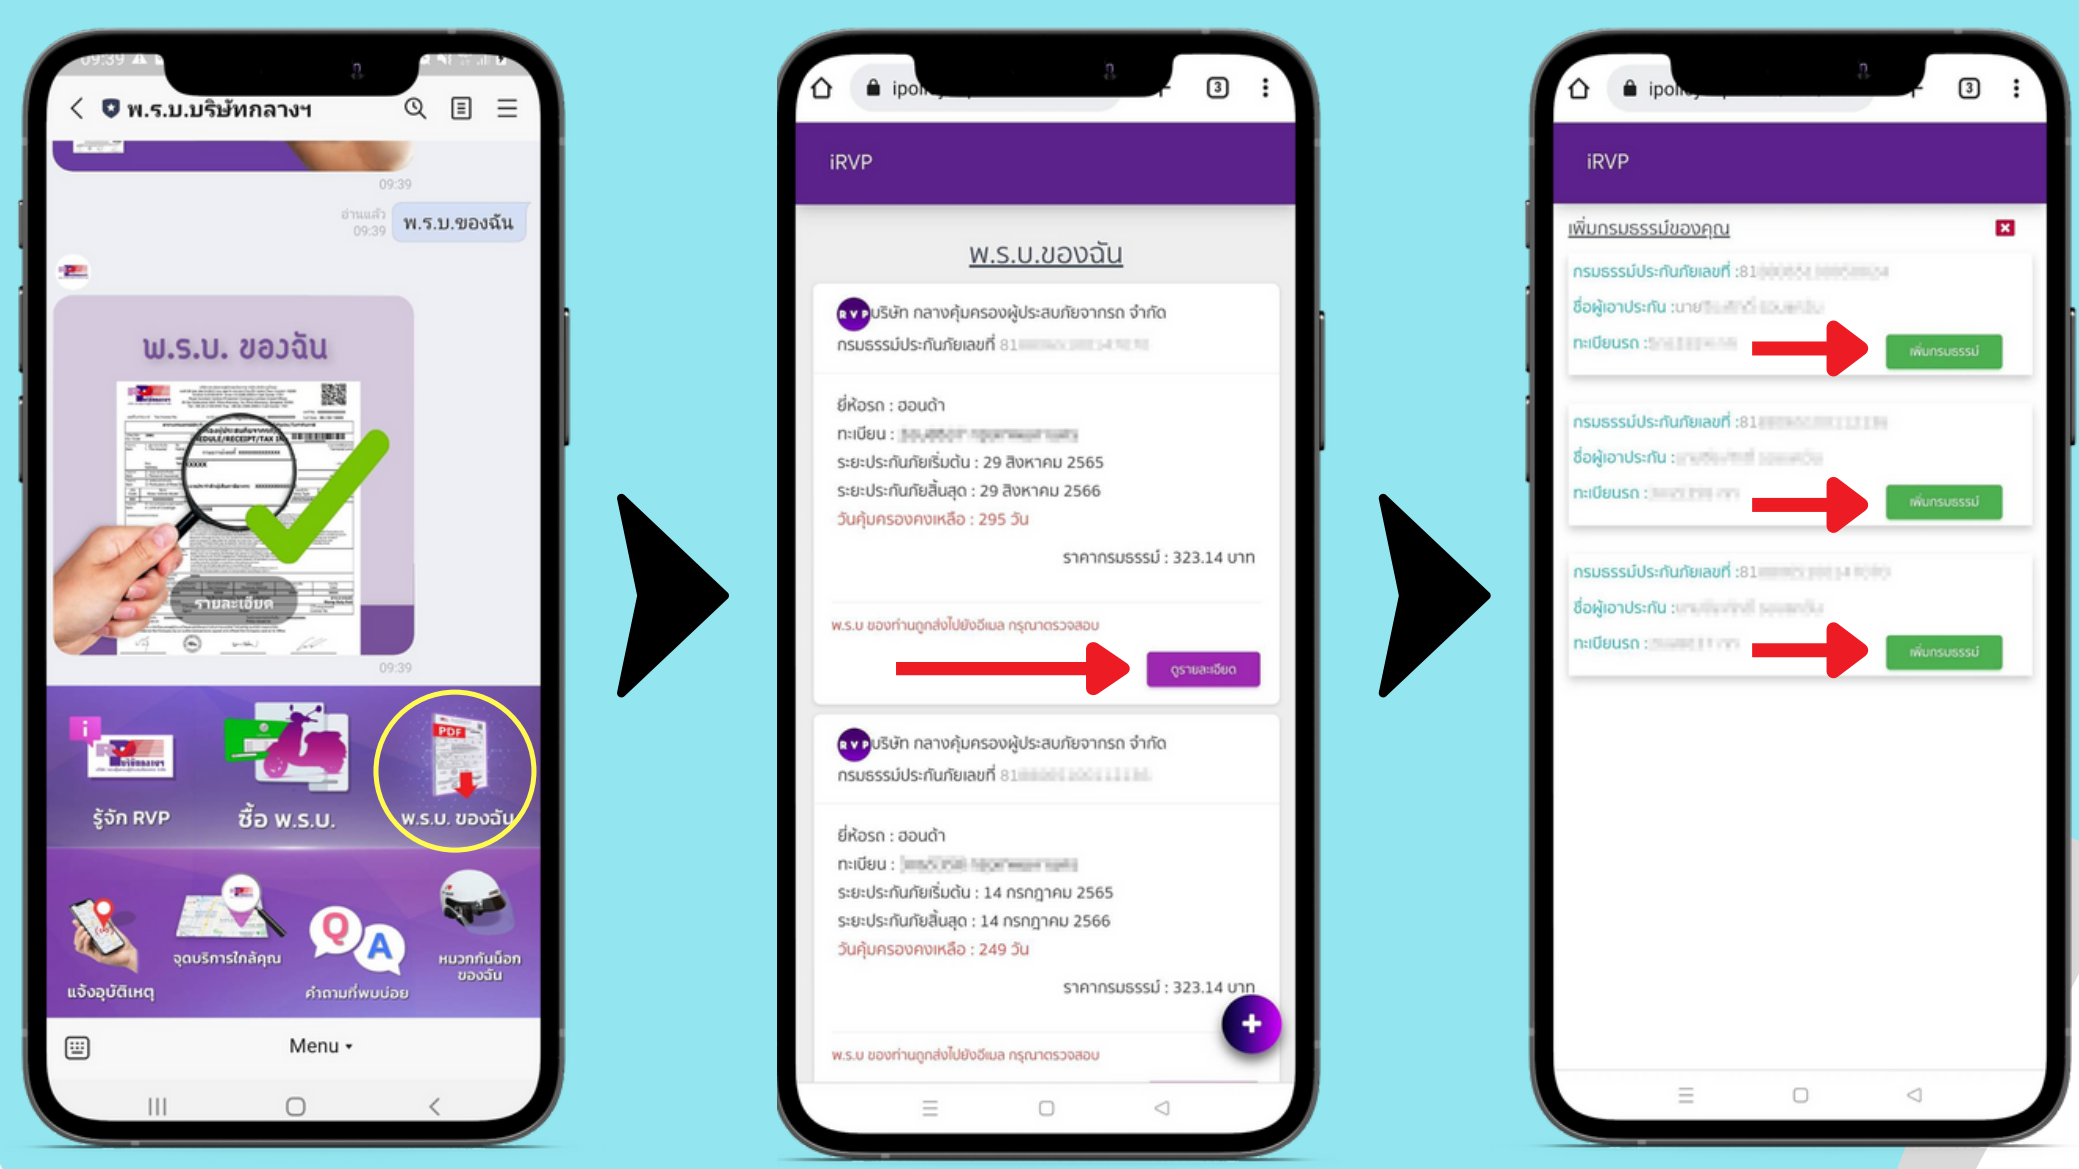 09:39
พ.ร.บ.บริษัทกลางฯ
09:39
อ่านแล้ว
09:39
พ.ร.บ.ของฉัน
พ.ร.บ. ของฉัน
รายละเอียด
09:39
PDF
รู้จัก RVP
ซื้อ พ.ร.บ.
พ.ร.บ. ของฉัน
Q A
แจ้งอุบัติเหตุ
จุดบริการใกล้คุณ
คำถามที่พบบ่อย
หมวกกันน็อก
ของฉัน
Menu
3
iRVP
พ.ร.บ.ของฉัน
RVP บริษัท กลางคุ้มครองผู้ประสบภัยจากรถ จำกัด
กรมธรรม์ประกันภัยเลขที่ 81
ยี่ห้อรถ : ฮอนด้า
ทะเบียน :
ระยะประกันภัยเริ่มต้น : 29 สิงหาคม 2565
ระยะประกันภัยสิ้นสุด : 29 สิงหาคม 2566
วันคุ้มครองคงเหลือ : 295 วัน
ราคากรมธรรม์ : 323.14 บาท
พ.ร.บ ของท่านถูกส่งไปยังอีเมล กรุณาตรวจสอบ
ดูรายละเอียด
RVP บริษัท กลางคุ้มครองผู้ประสบภัยจากรถ จำกัด
กรมธรรม์ประกันภัยเลขที่ 81
ยี่ห้อรถ : ฮอนด้า
ทะเบียน :
ระยะประกันภัยเริ่มต้น : 14 กรกฎาคม 2565
ระยะประกันภัยสิ้นสุด : 14 กรกฎาคม 2566
วันคุ้มครองคงเหลือ : 249 วัน
ราคากรมธรรม์ : 323.14 บาท
พ.ร.บ ของท่านถูกส่งไปยังอีเมล กรุณาตรวจสอบ
3
iRVP
เพิ่มกรมธรรม์ของคุณ
กรมธรรม์ประกันภัยเลขที่ :81
ชื่อผู้เอาประกัน :นาย
ทะเบียนรถ :
เพิ่มกรมธรรม์
กรมธรรม์ประกันภัยเลขที่ :81
ชื่อผู้เอาประกัน :
ทะเบียนรถ :
เพิ่มกรมธรรม์
กรมธรรม์ประกันภัยเลขที่ :81
ชื่อผู้เอาประกัน :
ทะเบียนรถ :
เพิ่มกรมธรรม์